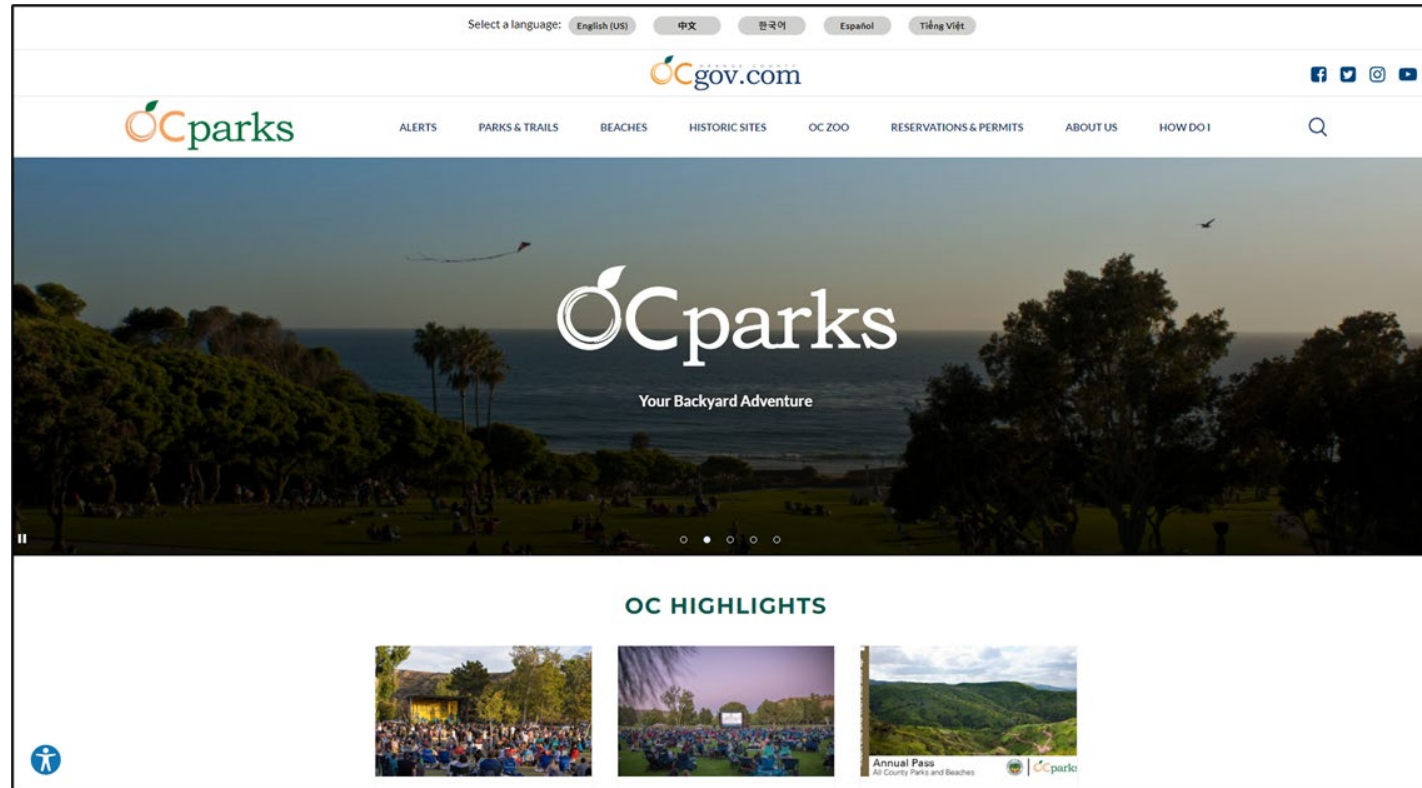 Select a language: English (US) 中文 한국어 Español Tiếng Việt
ORANGE COUNTY
OCgov.com
OCparks
ALERTS PARKS & TRAILS BEACHES HISTORIC SITES OC ZOO RESERVATIONS & PERMITS ABOUT US HOW DO I
OCparks
Your Backyard Adventure
OC HIGHLIGHTS
Annual Pass
All County Parks and Beaches
OCparks